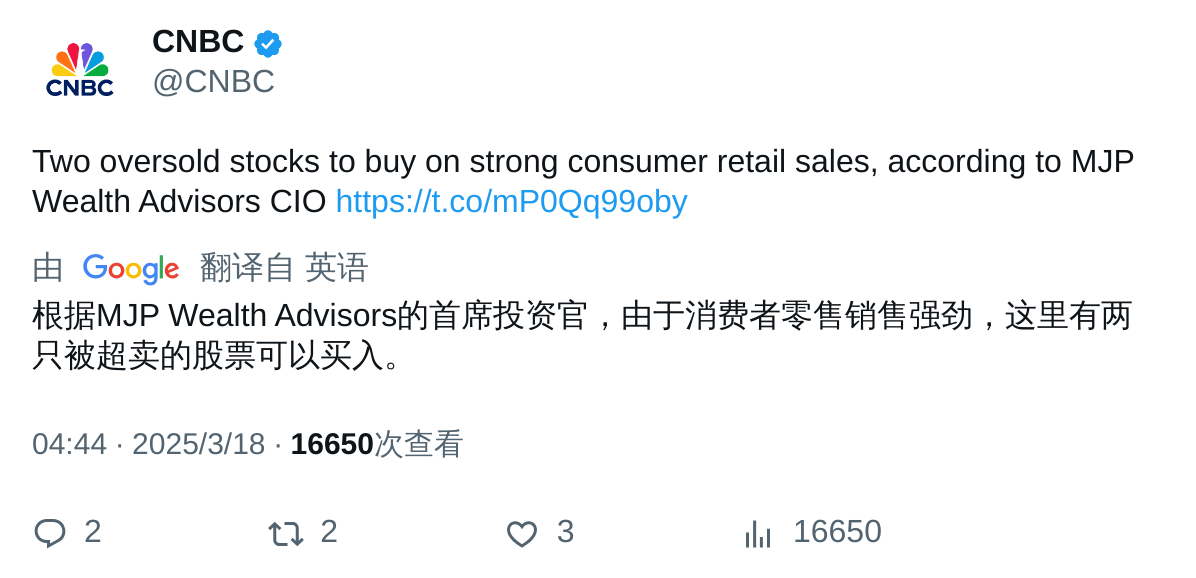 CNBC
CNBC
@CNBC
Two oversold stocks to buy on strong consumer retail sales, according to MJP
Wealth Advisors CIO https://t.co/mP0Qq99oby
由 Google 翻译自 英语
根据MJP Wealth Advisors的首席投资官，由于消费者零售销售强劲，这里有两
只被超卖的股票可以买入。
04:44 · 2025/3/18 · 16650次查看
2 2 3 16650